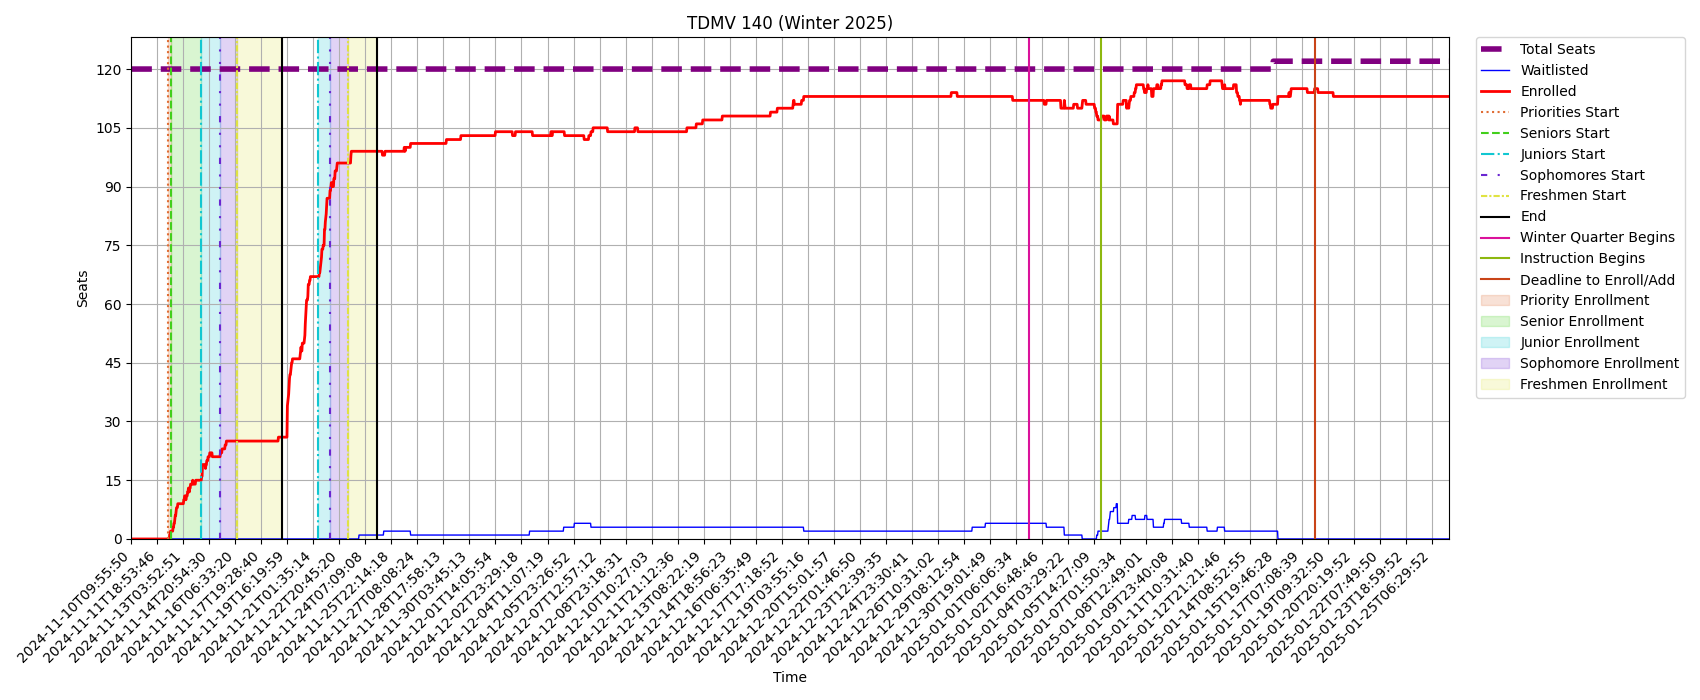 TDMV 140 (Winter 2025)
Seats
120
105
90
75
60
45
30
15
0
2024-11-10T09:55:50
2024-11-11T18:53:46
2024-11-13T03:52:51
2024-11-14T20:54:30
2024-11-16T06:33:20
2024-11-17T19:28:40
2024-11-19T16:19:59
2024-11-21T01:35:14
2024-11-22T20:45:20
2024-11-24T07:09:08
2024-11-25T22:14:18
2024-11-27T08:08:24
2024-11-28T17:58:13
2024-11-30T03:45:13
2024-12-01T14:05:54
2024-12-02T23:29:18
2024-12-04T11:07:19
2024-12-05T23:26:52
2024-12-07T12:57:12
2024-12-08T23:18:31
2024-12-10T10:27:03
2024-12-11T21:12:36
2024-12-13T08:22:19
2024-12-14T18:56:23
2024-12-16T06:35:49
2024-12-17T17:18:52
2024-12-19T03:55:16
2024-12-20T15:01:57
2024-12-22T01:46:50
2024-12-23T12:39:35
2024-12-24T23:30:41
2024-12-26T10:31:02
2024-12-29T08:12:54
2024-12-30T19:01:49
2025-01-01T06:06:34
2025-01-02T16:48:46
2025-01-04T03:29:22
2025-01-05T14:27:09
2025-01-07T01:50:34
2025-01-08T12:49:01
2025-01-09T23:40:08
2025-01-11T10:31:40
2025-01-12T21:21:46
2025-01-14T08:52:55
2025-01-15T19:46:28
2025-01-17T07:08:39
2025-01-19T09:32:50
2025-01-20T20:19:52
2025-01-22T07:49:50
2025-01-23T18:59:52
2025-01-25T06:29:52
Time
Total Seats
Waitlisted
Enrolled
Priorities Start
Seniors Start
Juniors Start
Sophomores Start
Freshmen Start
End
Winter Quarter Begins
Instruction Begins
Deadline to Enroll/Add
Priority Enrollment
Senior Enrollment
Junior Enrollment
Sophomore Enrollment
Freshmen Enrollment